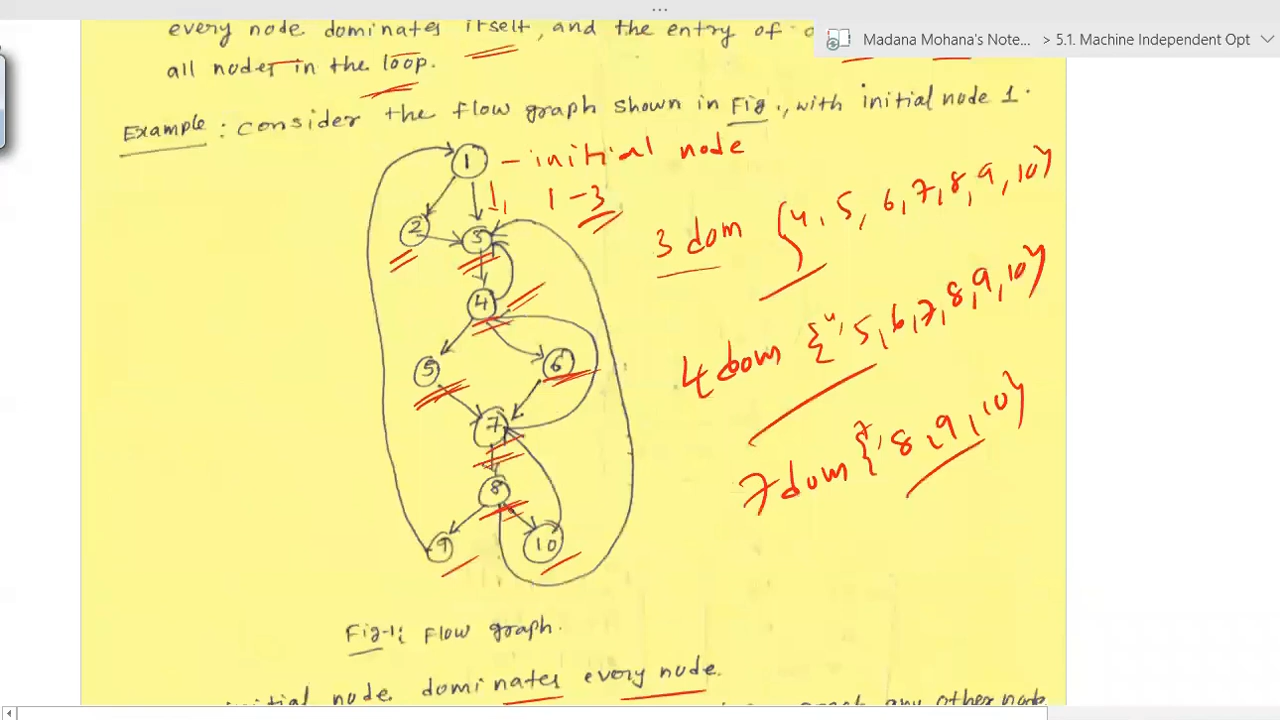 ...
Madana Mohana's Note... > 5.1. Machine Independent Opt
every node dominates itself, and the entry of
all nodes in the loop.
Example: consider the flow graph shown in Fig., with initial node 1.
1 - initial node
1, 1-3
2
3
3 dom {4, 5, 6, 7, 8, 9, 10}
4
4 dom {4, 5, 6, 7, 8, 9, 10}
5
6
7
7 dom {7, 8, 9, 10}
8
9
10
Fig-1: Flow graph.
initial node dominates every node.
graph any other node